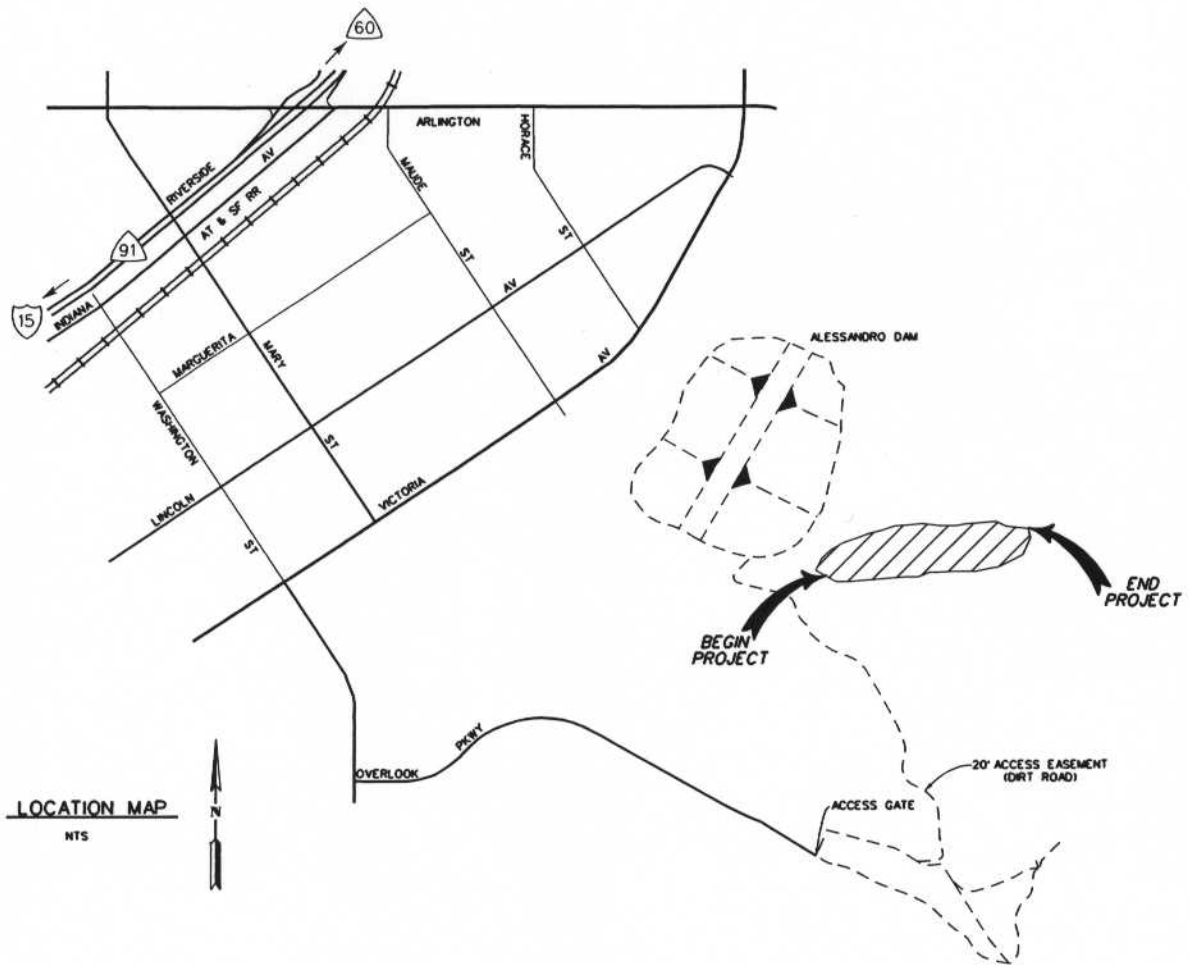 60
ARLINGTON
HORACE
ST
RIVERSIDE
AV
MAUDE
ST
AT & SF RR
91
15
INDIANA
MARGUERITA
MARY
ST
AV
AV
WASHINGTON
ST
LINCOLN
VICTORIA
ALESSANDRO DAM
BEGIN
PROJECT
END
PROJECT
OVERLOOK
PKWY
20' ACCESS EASEMENT
(DIRT ROAD)
ACCESS GATE
LOCATION MAP
NTS
N